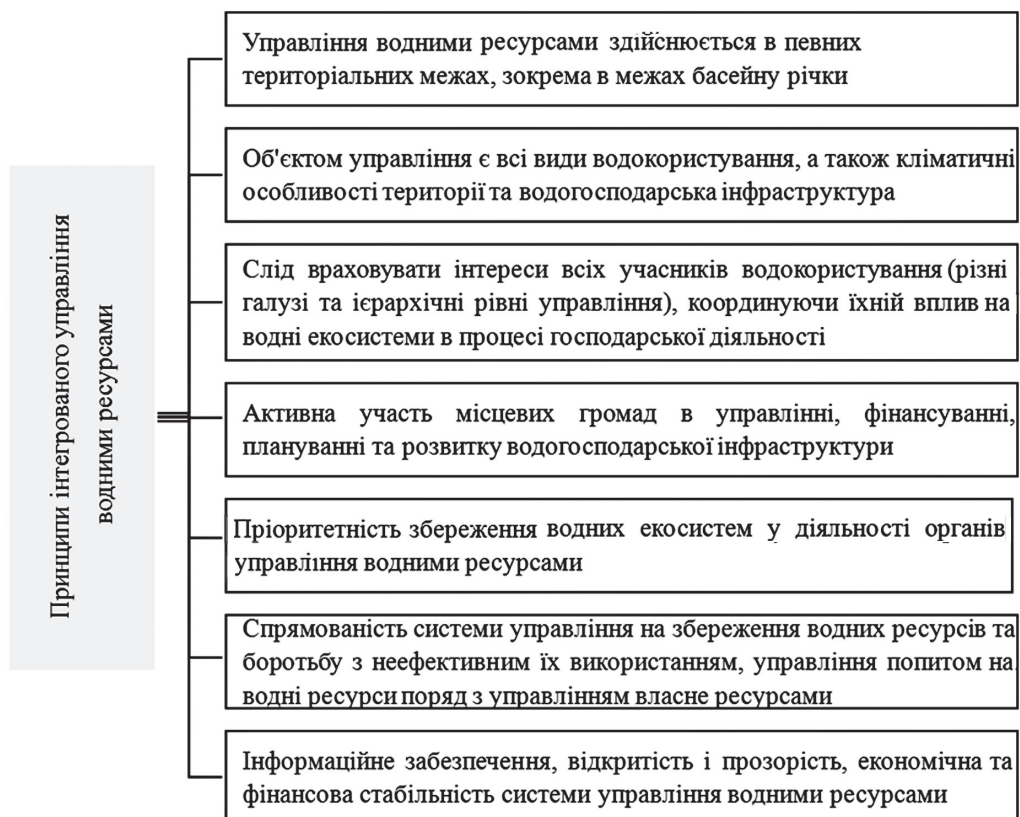 Принципи інтегрованого управління
водними ресурсами
Управління водними ресурсами здійснюється в певних
територіальних межах, зокрема в межах басейну річки
Об'єктом управління є всі види водокористування, а також кліматичні
особливості території та водогосподарська інфраструктура
Слід враховувати інтереси всіх учасників водокористування (різні
галузі та ієрархічні рівні управління), координуючи їхній вплив на
водні екосистеми в процесі господарської діяльності
Активна участь місцевих громад в управлінні, фінансуванні,
плануванні та розвитку водогосподарської інфраструктури
Пріоритетність збереження водних екосистем у діяльності органів
управління водними ресурсами
Спрямованість системи управління на збереження водних ресурсів та
боротьбу з неефективним їх використанням, управління попитом на
водні ресурси поряд з управлінням власне ресурсами
Інформаційне забезпечення, відкритість і прозорість, економічна та
фінансова стабільність системи управління водними ресурсами